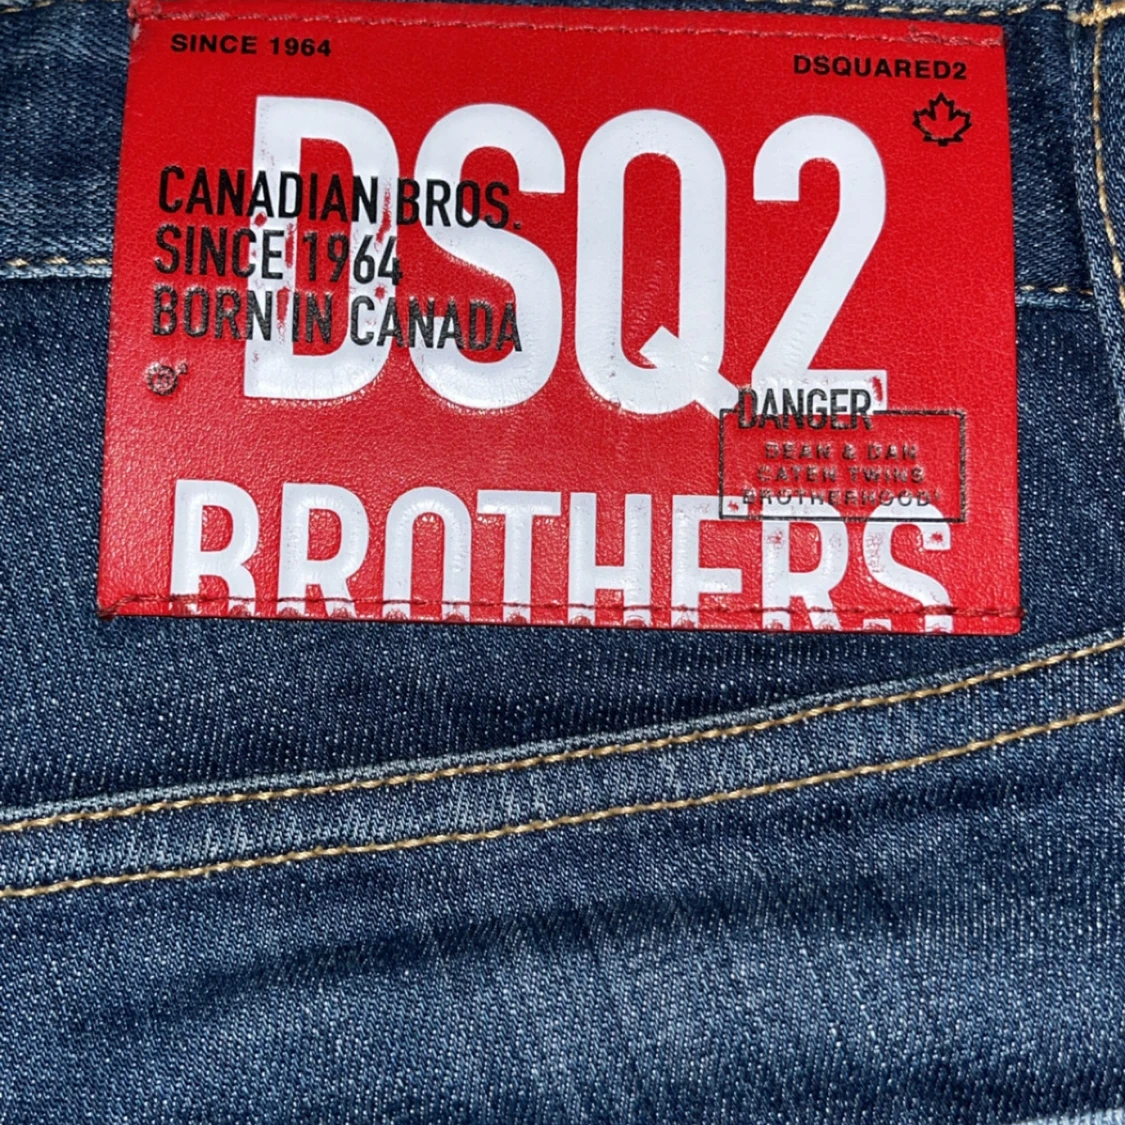 SINCE 1964
DSQUARED2
DSQ2
CANADIAN BROS.
SINCE 1964
BORN IN CANADA
DANGER
DEAN & DAN
CATEN TWINS
BROTHERHOOD
BROTHERS